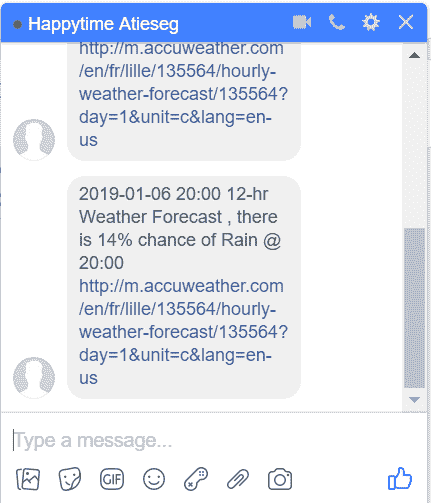 Happytime Atieseg
http://m.accuweather.com
/en/fr/lille/135564/hourly-
weather-forecast/135564?
day=1&unit=c&lang=en-
us
2019-01-06 20:00 12-hr
Weather Forecast , there
is 14% chance of Rain @
20:00
http://m.accuweather.com
/en/fr/lille/135564/hourly-
weather-forecast/135564?
day=1&unit=c&lang=en-
us
Type a message...
GIF